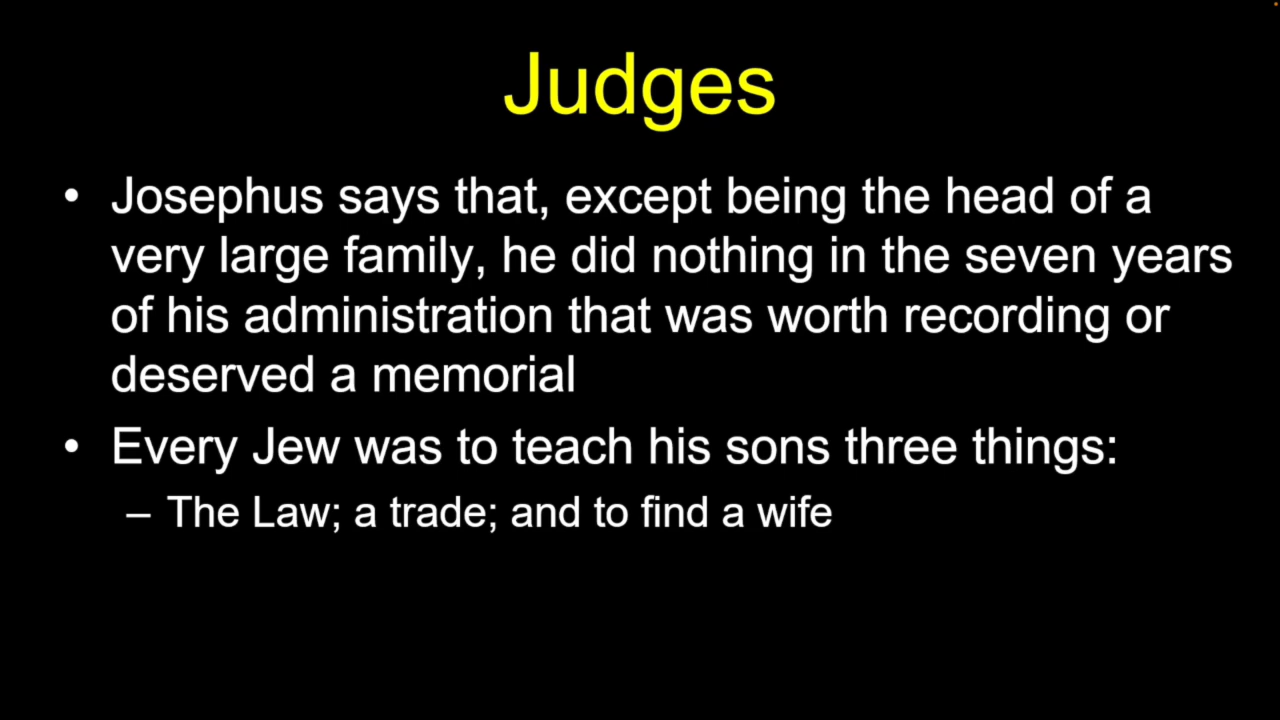 Judges
• Josephus says that, except being the head of a
very large family, he did nothing in the seven years
of his administration that was worth recording or
deserved a memorial
• Every Jew was to teach his sons three things:
– The Law; a trade; and to find a wife